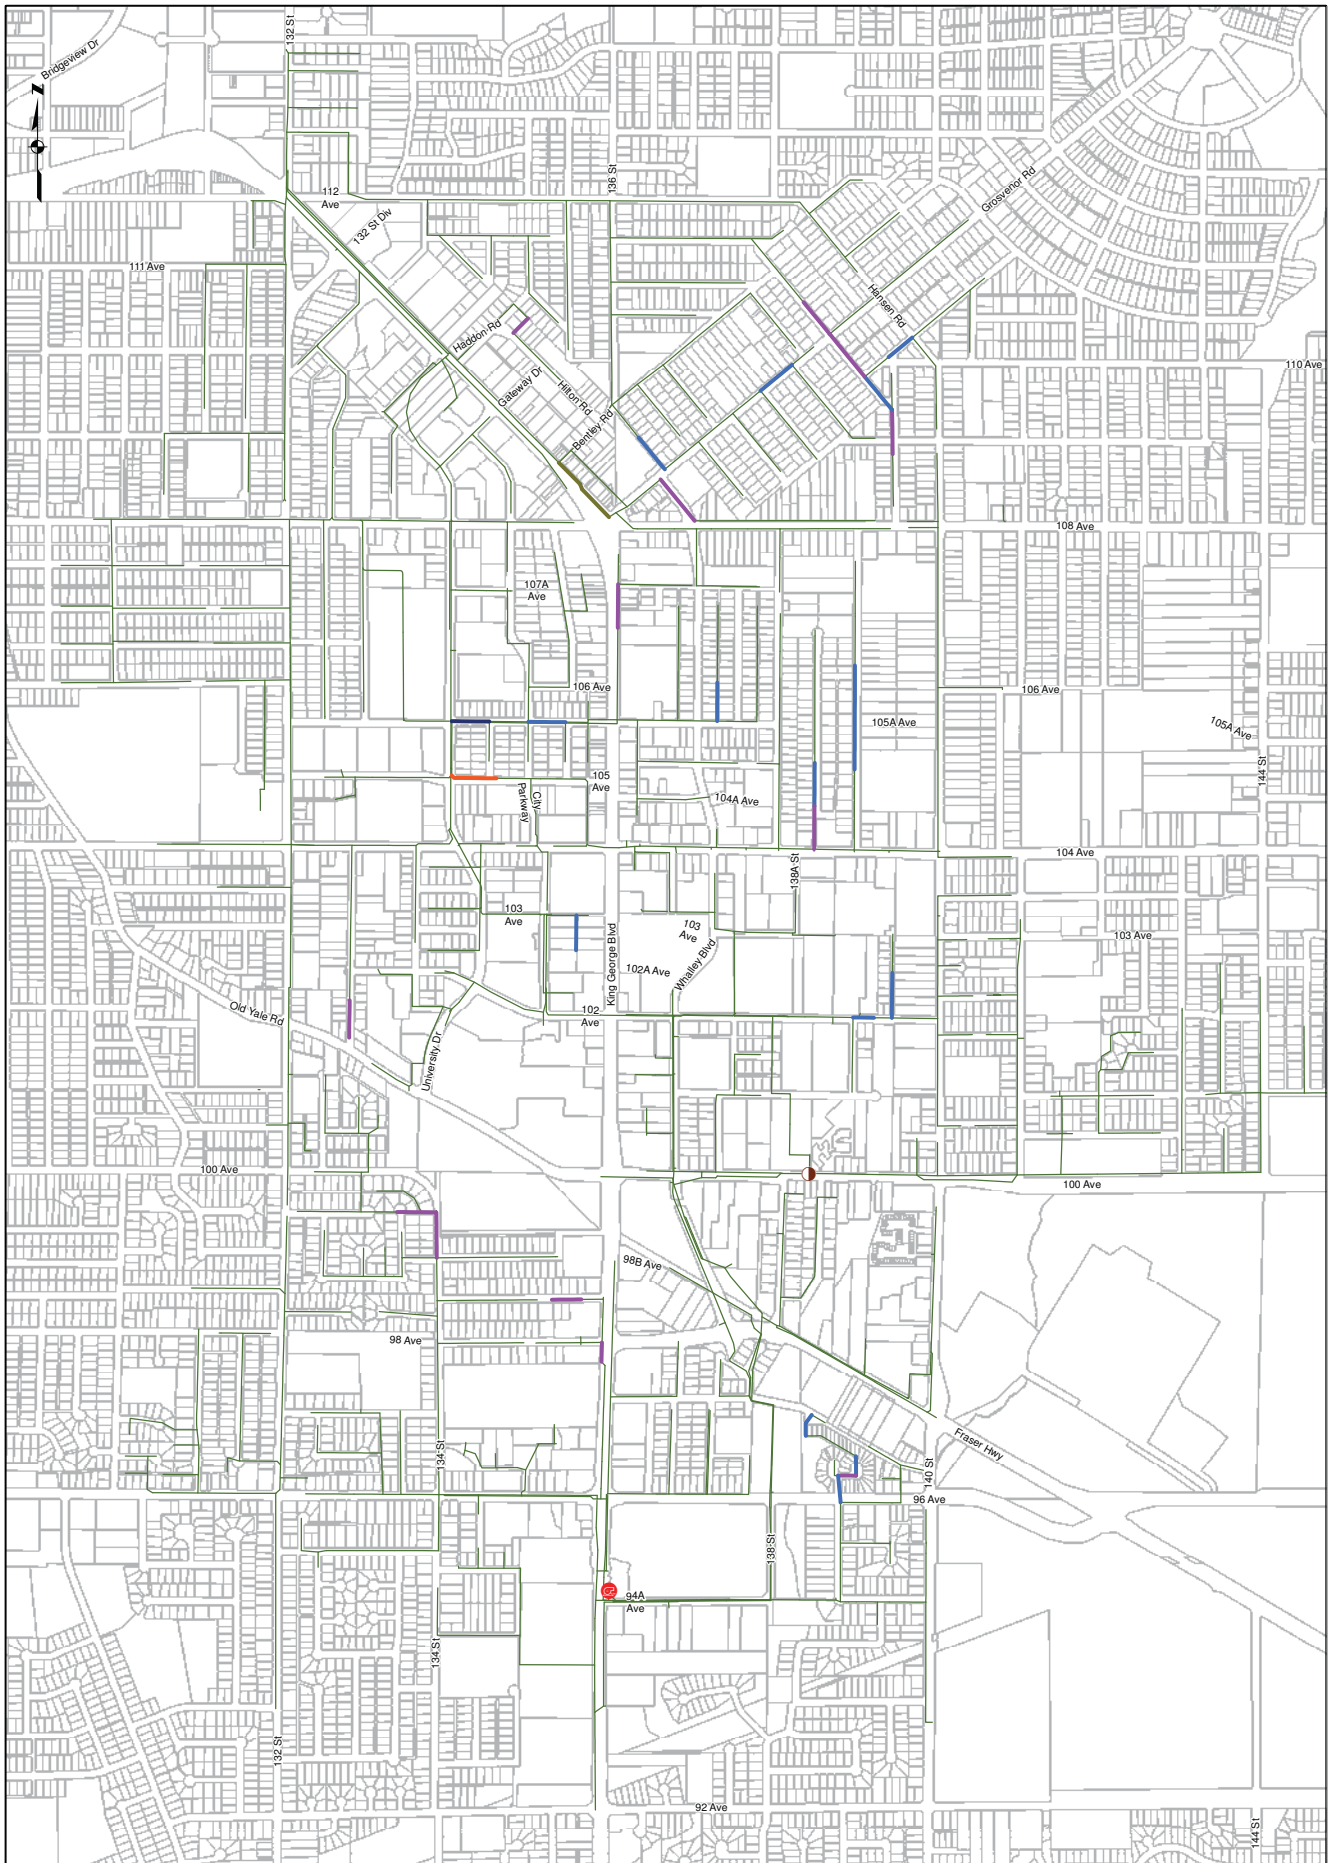 132 St
Bridgeview Dr
N
136 St
Grosvenor Rd
112
Ave
132 St Div
111 Ave
Hansen Rd
Haddon Rd
110 Ave
Gateway Dr
Hilton Rd
Bentley Rd
108 Ave
107A
Ave
106 Ave
106 Ave
105A Ave
105A Ave
144 St
105
Ave
City
Parkway
104A Ave
104 Ave
138A St
103
Ave
103
Ave
103 Ave
King George Blvd
Whalley Blvd
102A Ave
Old Yale Rd
102
Ave
University Dr
100 Ave
100 Ave
98B Ave
98 Ave
134 St
Fraser Hwy
140 St
96 Ave
138 St
94A
Ave
134 St
132 St
92 Ave
144 St